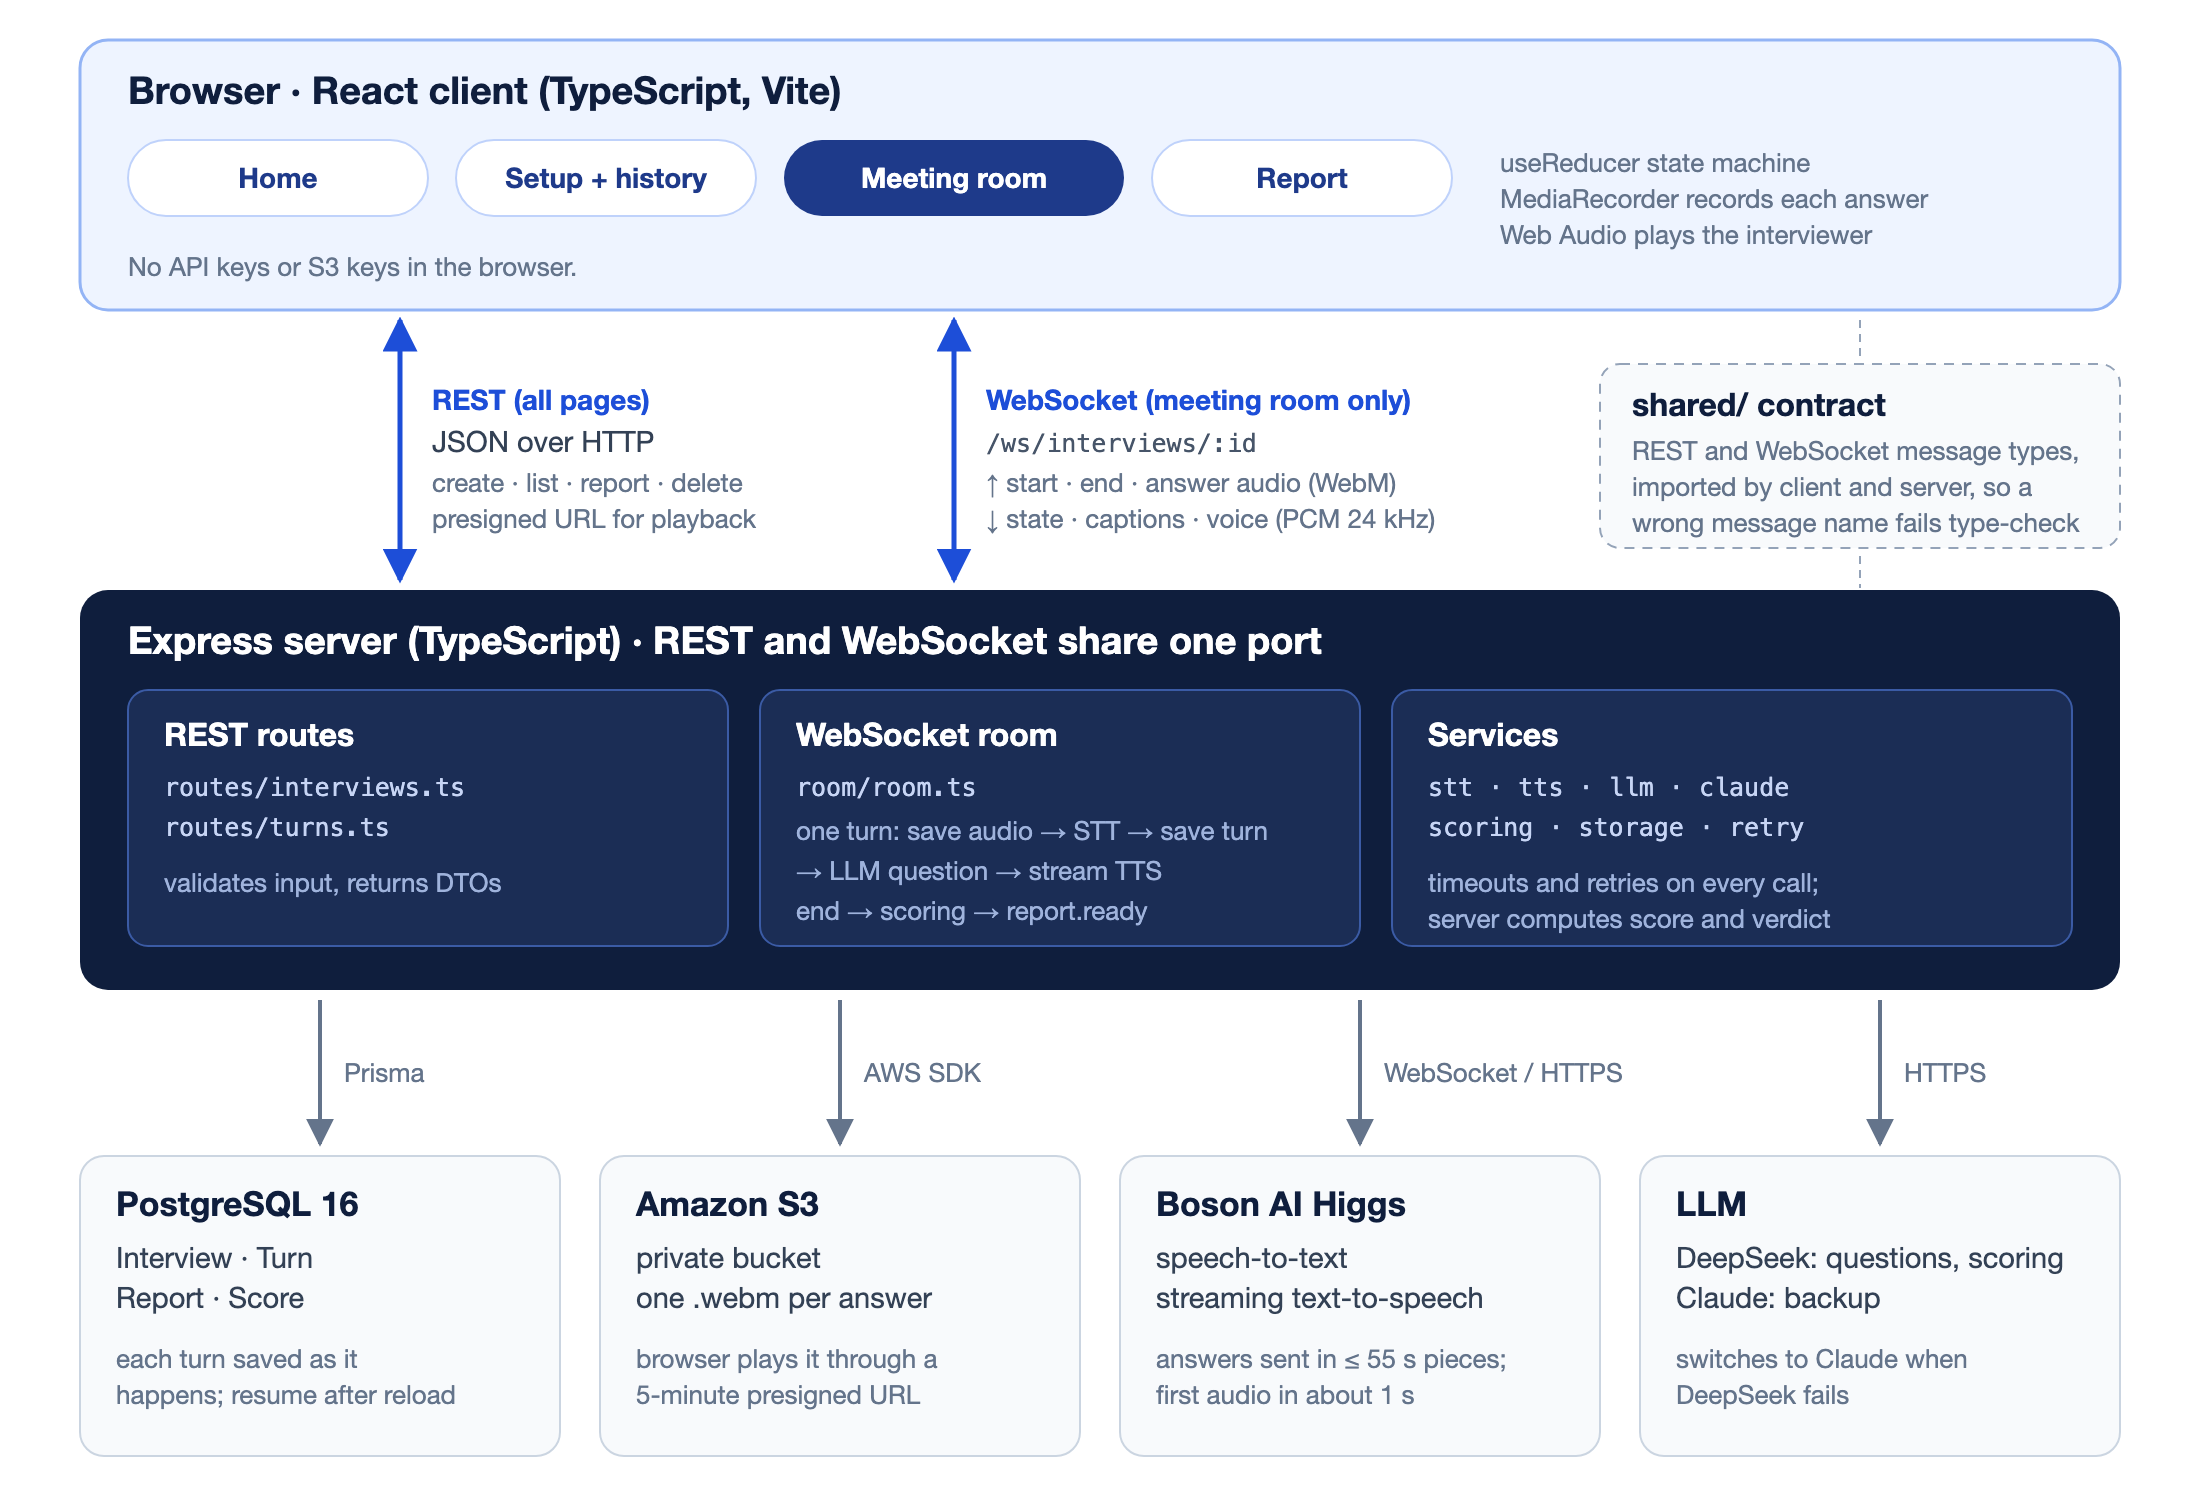 Browser · React client (TypeScript, Vite)
Home
Setup + history
Meeting room
Report
useReducer state machine
MediaRecorder records each answer
Web Audio plays the interviewer
No API keys or S3 keys in the browser.
REST (all pages)
JSON over HTTP
create · list · report · delete
presigned URL for playback
WebSocket (meeting room only)
/ws/interviews/:id
↑ start · end · answer audio (WebM)
↓ state · captions · voice (PCM 24 kHz)
shared/ contract
REST and WebSocket message types,
imported by client and server, so a
wrong message name fails type-check
Express server (TypeScript) · REST and WebSocket share one port
REST routes
routes/interviews.ts
routes/turns.ts
validates input, returns DTOs
WebSocket room
room/room.ts
one turn: save audio → STT → save turn
→ LLM question → stream TTS
end → scoring → report.ready
Services
stt · tts · llm · claude
scoring · storage · retry
timeouts and retries on every call;
server computes score and verdict
Prisma
AWS SDK
WebSocket / HTTPS
HTTPS
PostgreSQL 16
Interview · Turn
Report · Score
each turn saved as it
happens; resume after reload
Amazon S3
private bucket
one .webm per answer
browser plays it through a
5-minute presigned URL
Boson AI Higgs
speech-to-text
streaming text-to-speech
answers sent in ≤ 55 s pieces;
first audio in about 1 s
LLM
DeepSeek: questions, scoring
Claude: backup
switches to Claude when
DeepSeek fails